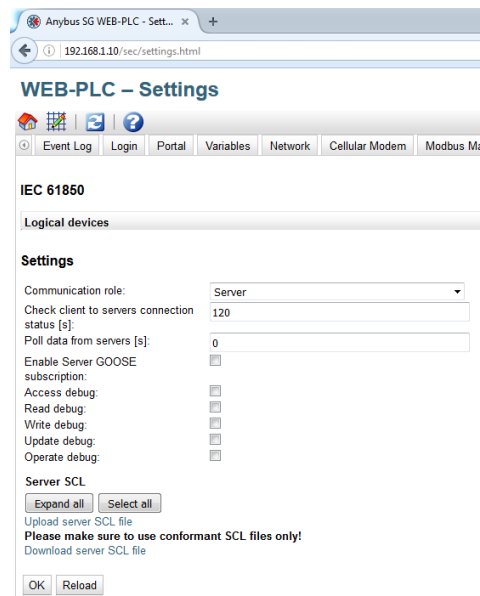 Anybus SG WEB-PLC - Sett...
192.168.1.10/sec/settings.html
WEB-PLC – Settings
Event Log Login Portal Variables Network Cellular Modem Modbus Ma
IEC 61850
Logical devices
Settings
Communication role: Server
Check client to servers connection 120
status [s]:
Poll data from servers [s]: 0
Enable Server GOOSE
subscription:
Access debug:
Read debug:
Write debug:
Update debug:
Operate debug:
Server SCL
Expand all Select all
Upload server SCL file
Please make sure to use conformant SCL files only!
Download server SCL file
OK Reload